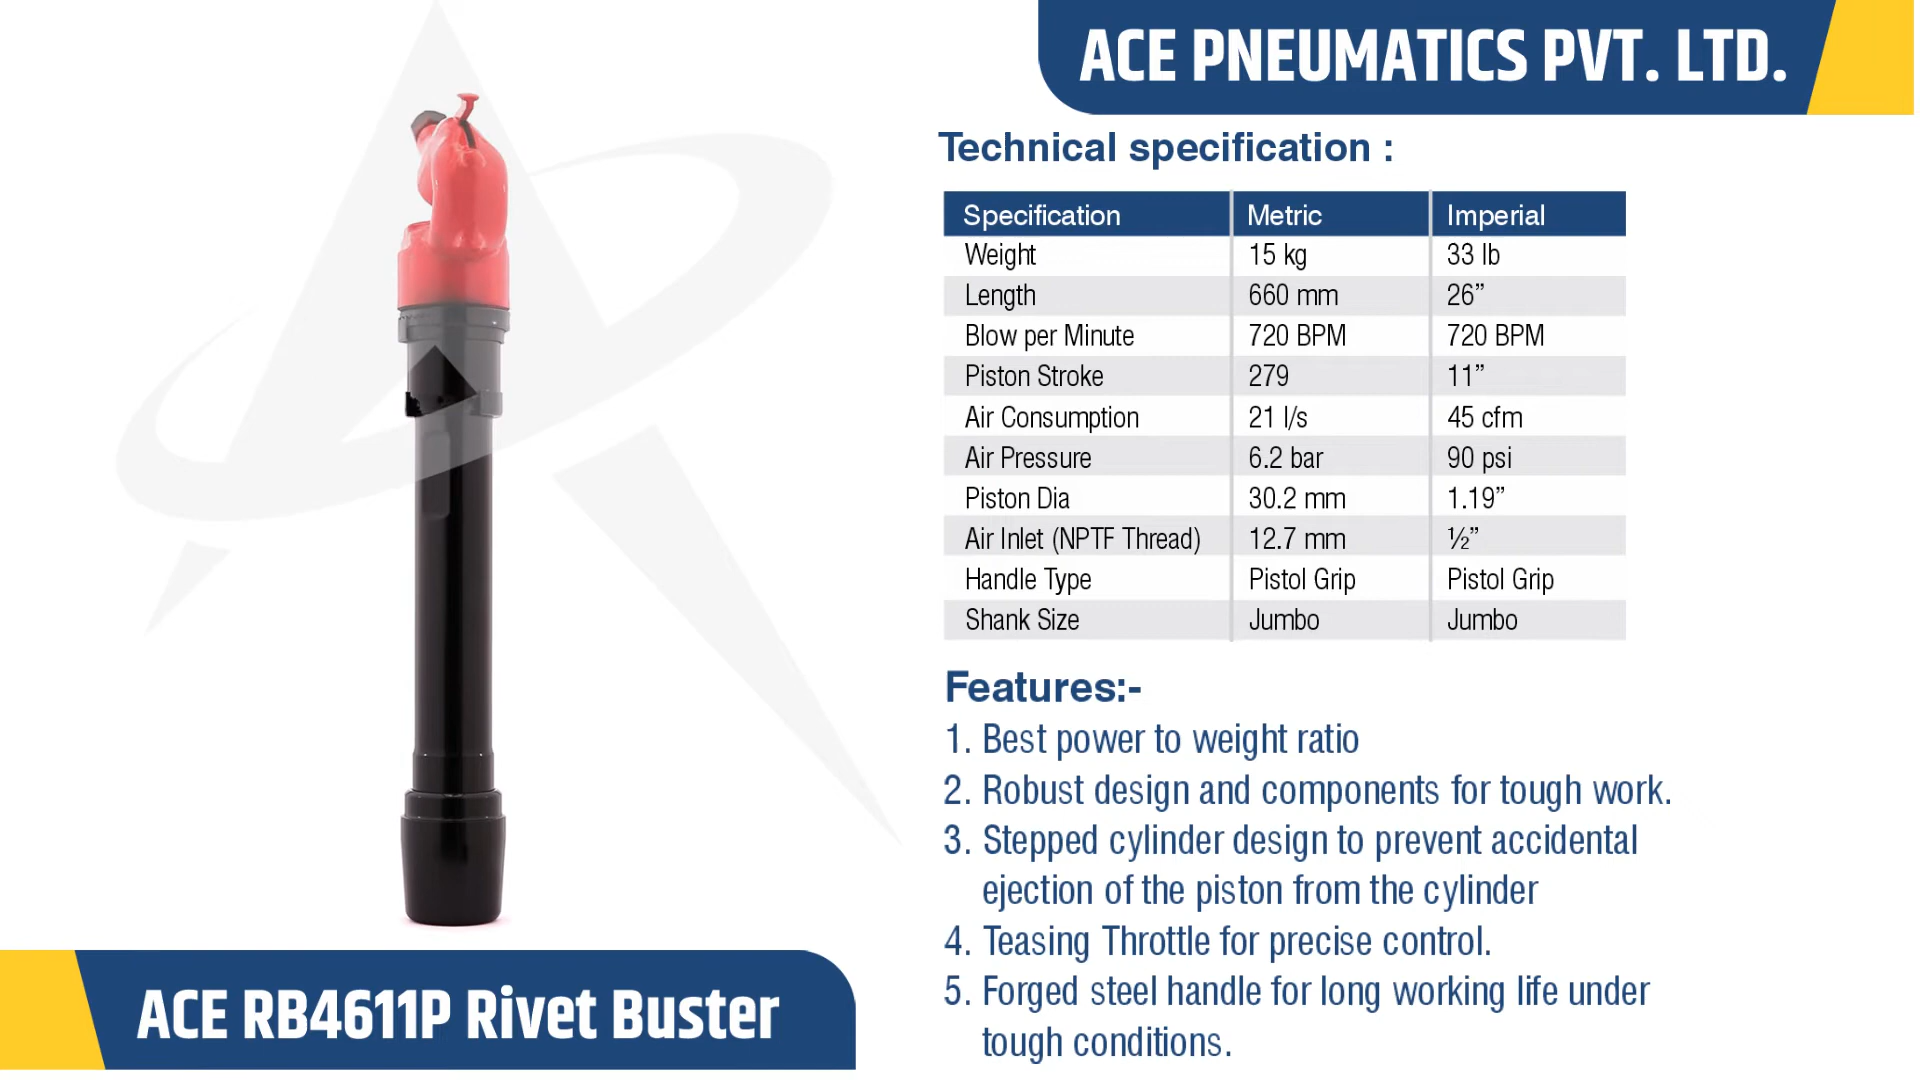 ACE PNEUMATICS PVT. LTD.
Technical specification :
Specification Metric Imperial
Weight 15 kg 33 lb
Length 660 mm 26”
Blow per Minute 720 BPM 720 BPM
Piston Stroke 279 11”
Air Consumption 21 l/s 45 cfm
Air Pressure 6.2 bar 90 psi
Piston Dia 30.2 mm 1.19”
Air Inlet (NPTF Thread) 12.7 mm ½”
Handle Type Pistol Grip Pistol Grip
Shank Size Jumbo Jumbo
Features:-
1. Best power to weight ratio
2. Robust design and components for tough work.
3. Stepped cylinder design to prevent accidental
ejection of the piston from the cylinder
4. Teasing Throttle for precise control.
5. Forged steel handle for long working life under
tough conditions.
ACE RB4611P Rivet Buster